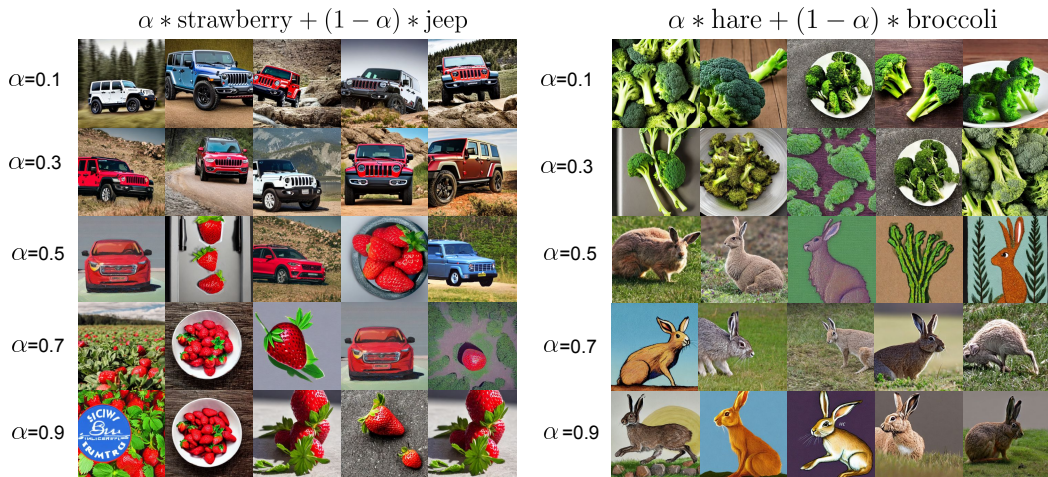 α ∗ strawberry + (1 − α) ∗ jeep
α=0.1
α=0.3
α=0.5
α=0.7
α=0.9
α ∗ hare + (1 − α) ∗ broccoli
α=0.1
α=0.3
α=0.5
α=0.7
α=0.9